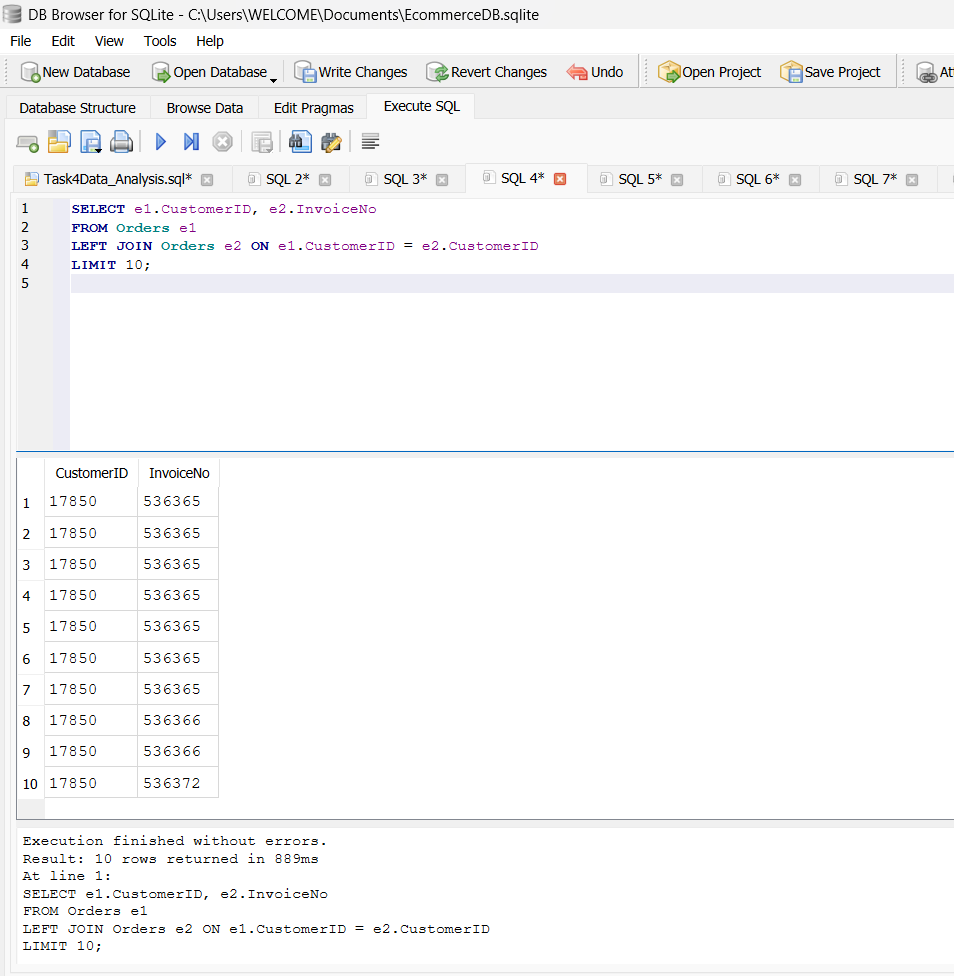 DB Browser for SQLite - C:\Users\WELCOME\Documents\EcommerceDB.sqlite
File Edit View Tools Help
New Database Open Database Write Changes Revert Changes Undo Open Project Save Project At
Database Structure Browse Data Edit Pragmas Execute SQL
Task4Data_Analysis.sql* SQL 2* SQL 3* SQL 4* SQL 5* SQL 6* SQL 7*
1 SELECT e1.CustomerID, e2.InvoiceNo
2 FROM Orders e1
3 LEFT JOIN Orders e2 ON e1.CustomerID = e2.CustomerID
4 LIMIT 10;
5
CustomerID InvoiceNo
1 17850 536365
2 17850 536365
3 17850 536365
4 17850 536365
5 17850 536365
6 17850 536365
7 17850 536365
8 17850 536366
9 17850 536366
10 17850 536372
Execution finished without errors.
Result: 10 rows returned in 889ms
At line 1:
SELECT e1.CustomerID, e2.InvoiceNo
FROM Orders e1
LEFT JOIN Orders e2 ON e1.CustomerID = e2.CustomerID
LIMIT 10;